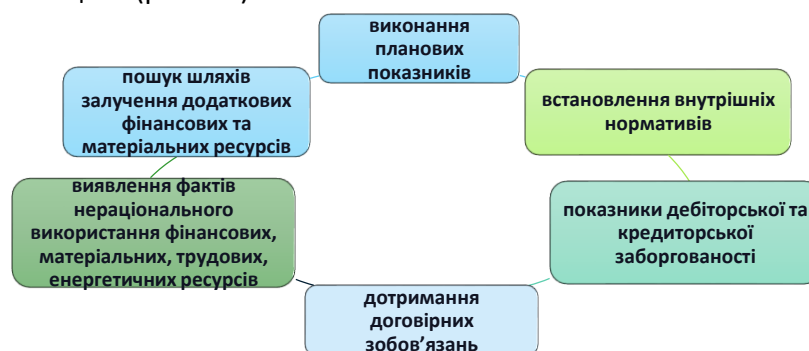 виконання
планових
показників
встановлення внутрішніх
нормативів
показники дебіторської та
кредиторської
заборгованості
дотримання
договірних
зобов’язань
виявлення фактів
нераціонального
використання фінансових,
матеріальних, трудових,
енергетичних ресурсів
пошук шляхів
залучення додаткових
фінансових та
матеріальних ресурсів